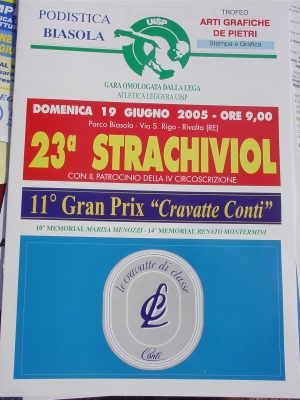 PODISTICA
BIASOLA
UISP
TROFEO
ARTI GRAFICHE
DE PIETRI
Stampa e Grafica
GARA OMOLOGATA DALLA LEGA
ATLETICA LEGGERA UISP
DOMENICA 19 GIUGNO 2005 - ORE 9,00
Parco Biasola - Via S. Rigo - Rivalta (RE)
23ª STRACHIVIOL
CON IL PATROCINIO DELLA IV CIRCOSCRIZIONE
11° Gran Prix “Cravatte Conti”
10° MEMORIAL MARISA MENOZZI - 14° MEMORIAL RENATO MONTERMINI
le cravatte di classe
Conti